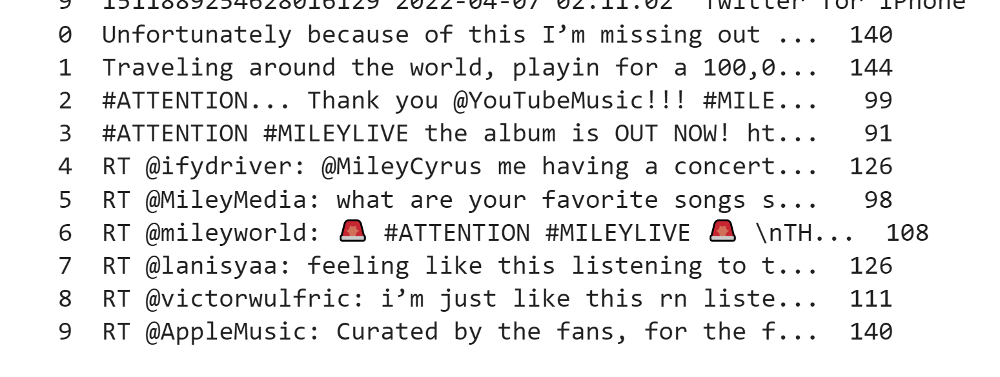 9 1511889254628016129 2022-04-07 02:11:02 Twitter for iPhone
0 Unfortunately because of this I’m missing out ... 140
1 Traveling around the world, playin for a 100,0... 144
2 #ATTENTION... Thank you @YouTubeMusic!!! #MILE... 99
3 #ATTENTION #MILEYLIVE the album is OUT NOW! ht... 91
4 RT @ifydriver: @MileyCyrus me having a concert... 126
5 RT @MileyMedia: what are your favorite songs s... 98
6 RT @mileyworld: 🚨 #ATTENTION #MILEYLIVE 🚨 \nTH... 108
7 RT @lanisyaa: feeling like this listening to t... 126
8 RT @victorwulfric: i’m just like this rn liste... 111
9 RT @AppleMusic: Curated by the fans, for the f... 140